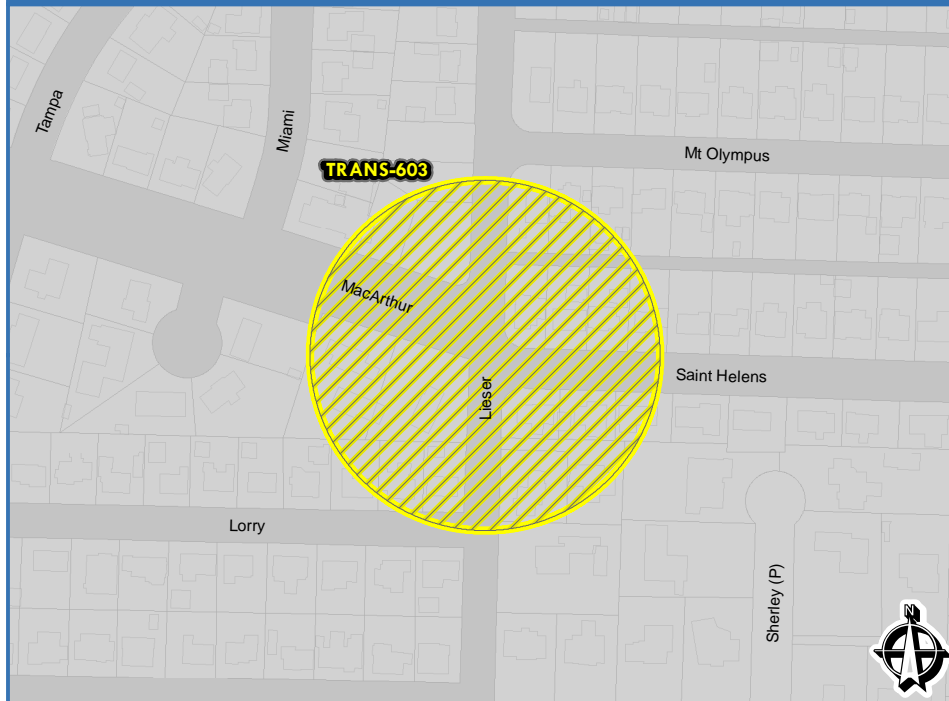 Tampa
Miami
Mt Olympus
TRANS-603
MacArthur
Saint Helens
Lieser
Lorry
Sherley (P)
N